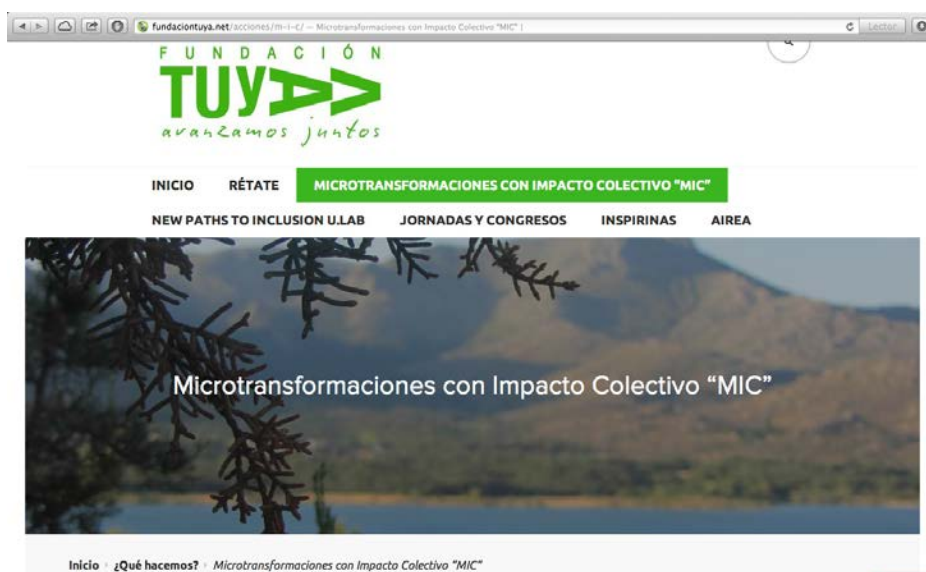 fundaciontuya.net/acciones/m-i-c/ — Microtransformaciones con Impacto Colectivo "MIC" |
Lector
FUNDACIÓN
TUYA
avanzamos juntos
INICIO RÉTATE MICROTRANSFORMACIONES CON IMPACTO COLECTIVO "MIC"
NEW PATHS TO INCLUSION U.LAB JORNADAS Y CONGRESOS INSPIRINAS AIREA
Microtransformaciones con Impacto Colectivo “MIC”
Inicio ¿Qué hacemos? Microtransformaciones con Impacto Colectivo “MIC”